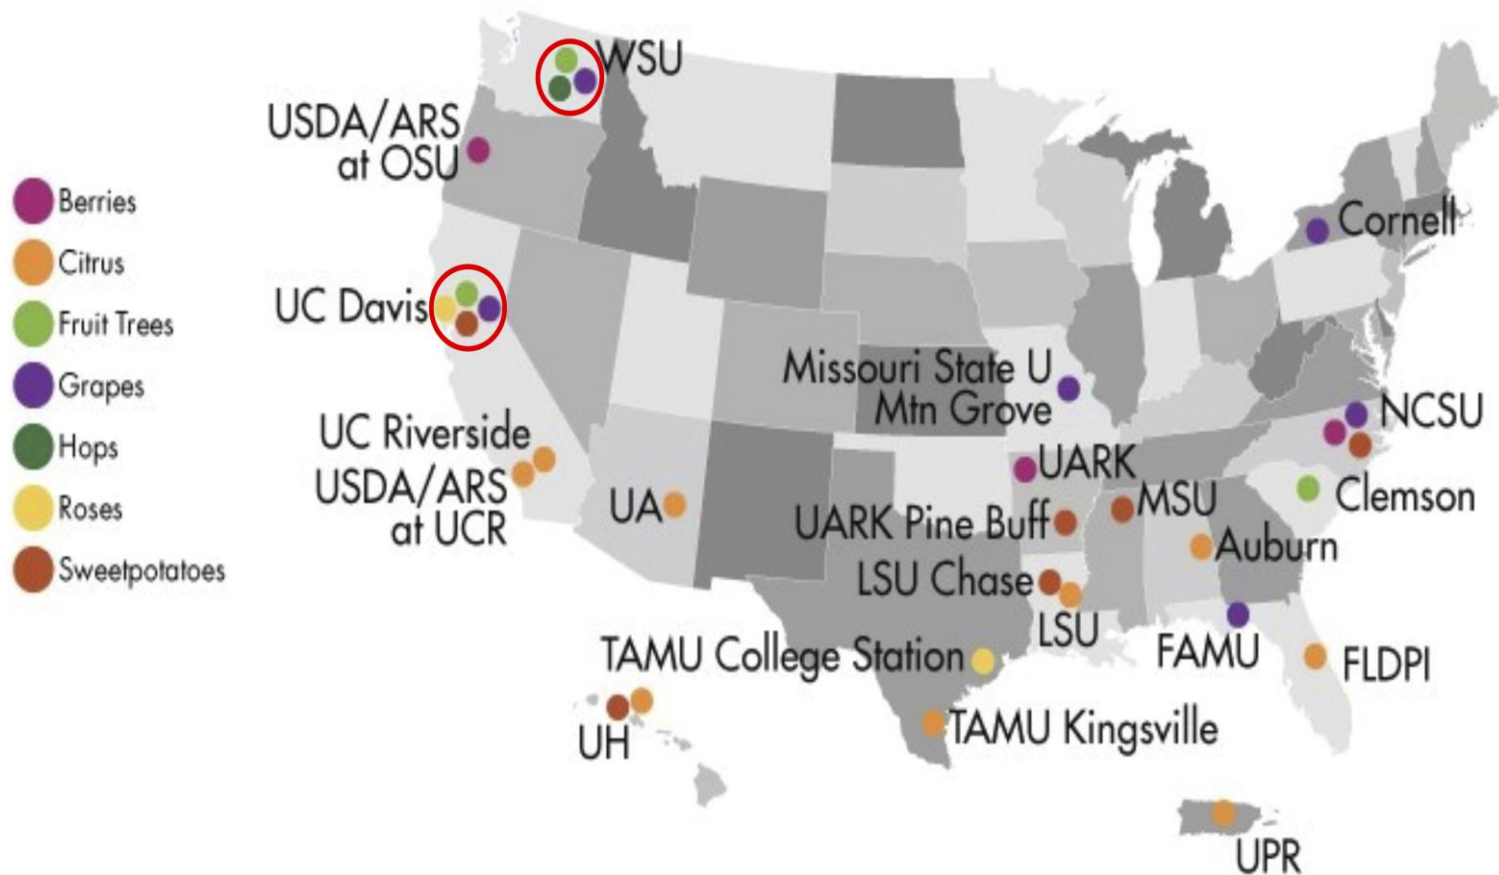 Berries
Citrus
Fruit Trees
Grapes
Hops
Roses
Sweetpotatoes
WSU
USDA/ARS
at OSU
UC Davis
UC Riverside
USDA/ARS
at UCR
UA
Missouri State U
Mtn Grove
UARK
UARK Pine Buff
MSU
LSU Chase
LSU
TAMU College Station
TAMU Kingsville
UH
Cornell
NCSU
Clemson
Auburn
FAMU
FLDPI
UPR